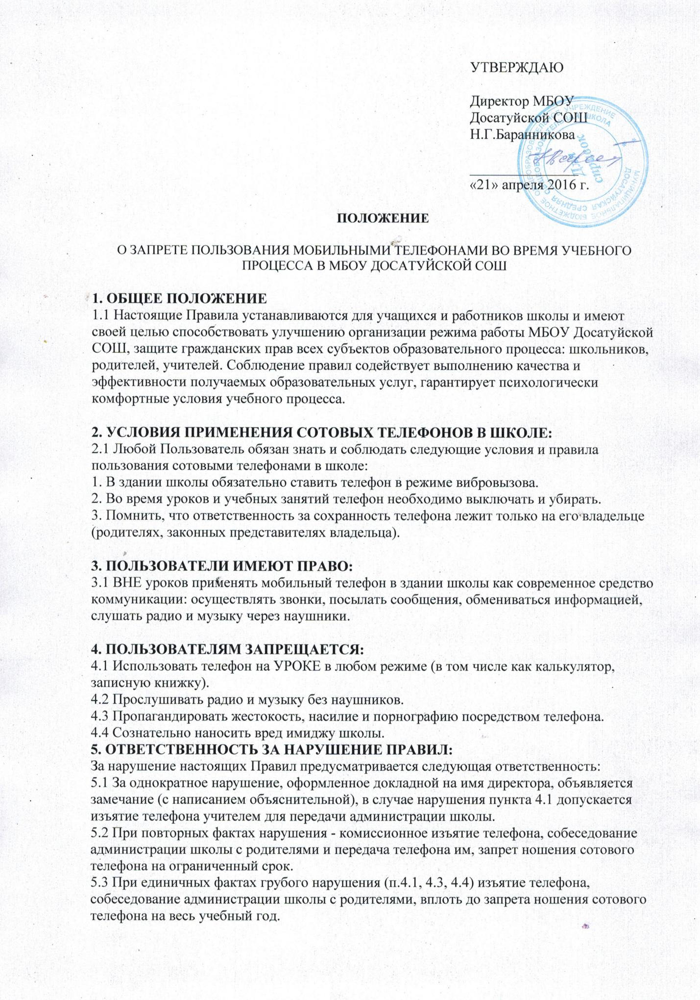 УТВЕРЖДАЮ
Директор МБОУ
Досатуйской СОШ
Н.Г.Баранникова
«21» апреля 2016 г.
МУНИЦИПАЛЬНОЕ БЮДЖЕТНОЕ ОБЩЕОБРАЗОВАТЕЛЬНОЕ УЧРЕЖДЕНИЕ *
ДОСАТУЙСКАЯ СРЕДНЯЯ ОБЩЕОБРАЗОВАТЕЛЬНАЯ ШКОЛА *
Для
справок
ПОЛОЖЕНИЕ
О ЗАПРЕТЕ ПОЛЬЗОВАНИЯ МОБИЛЬНЫМИ ТЕЛЕФОНАМИ ВО ВРЕМЯ УЧЕБНОГО
ПРОЦЕССА В МБОУ ДОСАТУЙСКОЙ СОШ
1. ОБЩЕЕ ПОЛОЖЕНИЕ
1.1 Настоящие Правила устанавливаются для учащихся и работников школы и имеют
своей целью способствовать улучшению организации режима работы МБОУ Досатуйской
СОШ, защите гражданских прав всех субъектов образовательного процесса: школьников,
родителей, учителей. Соблюдение правил содействует выполнению качества и
эффективности получаемых образовательных услуг, гарантирует психологически
комфортные условия учебного процесса.
2. УСЛОВИЯ ПРИМЕНЕНИЯ СОТОВЫХ ТЕЛЕФОНОВ В ШКОЛЕ:
2.1 Любой Пользователь обязан знать и соблюдать следующие условия и правила
пользования сотовыми телефонами в школе:
1. В здании школы обязательно ставить телефон в режиме вибровызова.
2. Во время уроков и учебных занятий телефон необходимо выключать и убирать.
3. Помнить, что ответственность за сохранность телефона лежит только на его владельце
(родителях, законных представителях владельца).
3. ПОЛЬЗОВАТЕЛИ ИМЕЮТ ПРАВО:
3.1 ВНЕ уроков применять мобильный телефон в здании школы как современное средство
коммуникации: осуществлять звонки, посылать сообщения, обмениваться информацией,
слушать радио и музыку через наушники.
4. ПОЛЬЗОВАТЕЛЯМ ЗАПРЕЩАЕТСЯ:
4.1 Использовать телефон на УРОКЕ в любом режиме (в том числе как калькулятор,
записную книжку).
4.2 Прослушивать радио и музыку без наушников.
4.3 Пропагандировать жестокость, насилие и порнографию посредством телефона.
4.4 Сознательно наносить вред имиджу школы.
5. ОТВЕТСТВЕННОСТЬ ЗА НАРУШЕНИЕ ПРАВИЛ:
За нарушение настоящих Правил предусматривается следующая ответственность:
5.1 За однократное нарушение, оформленное докладной на имя директора, объявляется
замечание (с написанием объяснительной), в случае нарушения пункта 4.1 допускается
изъятие телефона учителем для передачи администрации школы.
5.2 При повторных фактах нарушения - комиссионное изъятие телефона, собеседование
администрации школы с родителями и передача телефона им, запрет ношения сотового
телефона на ограниченный срок.
5.3 При единичных фактах грубого нарушения (п.4.1, 4.3, 4.4) изъятие телефона,
собеседование администрации школы с родителями, вплоть до запрета ношения сотового
телефона на весь учебный год.